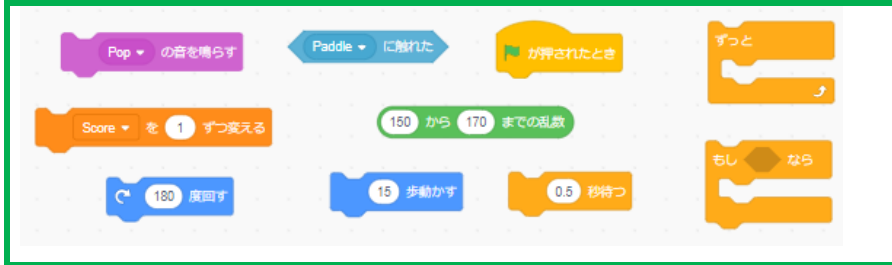 Pop の音を鳴らす
Paddle に触れた
が押されたとき
ずっと
Score を 1 ずつ変える
150 から 170 までの乱数
もし なら
180 度回す
15 歩動かす
0.5 秒待つ